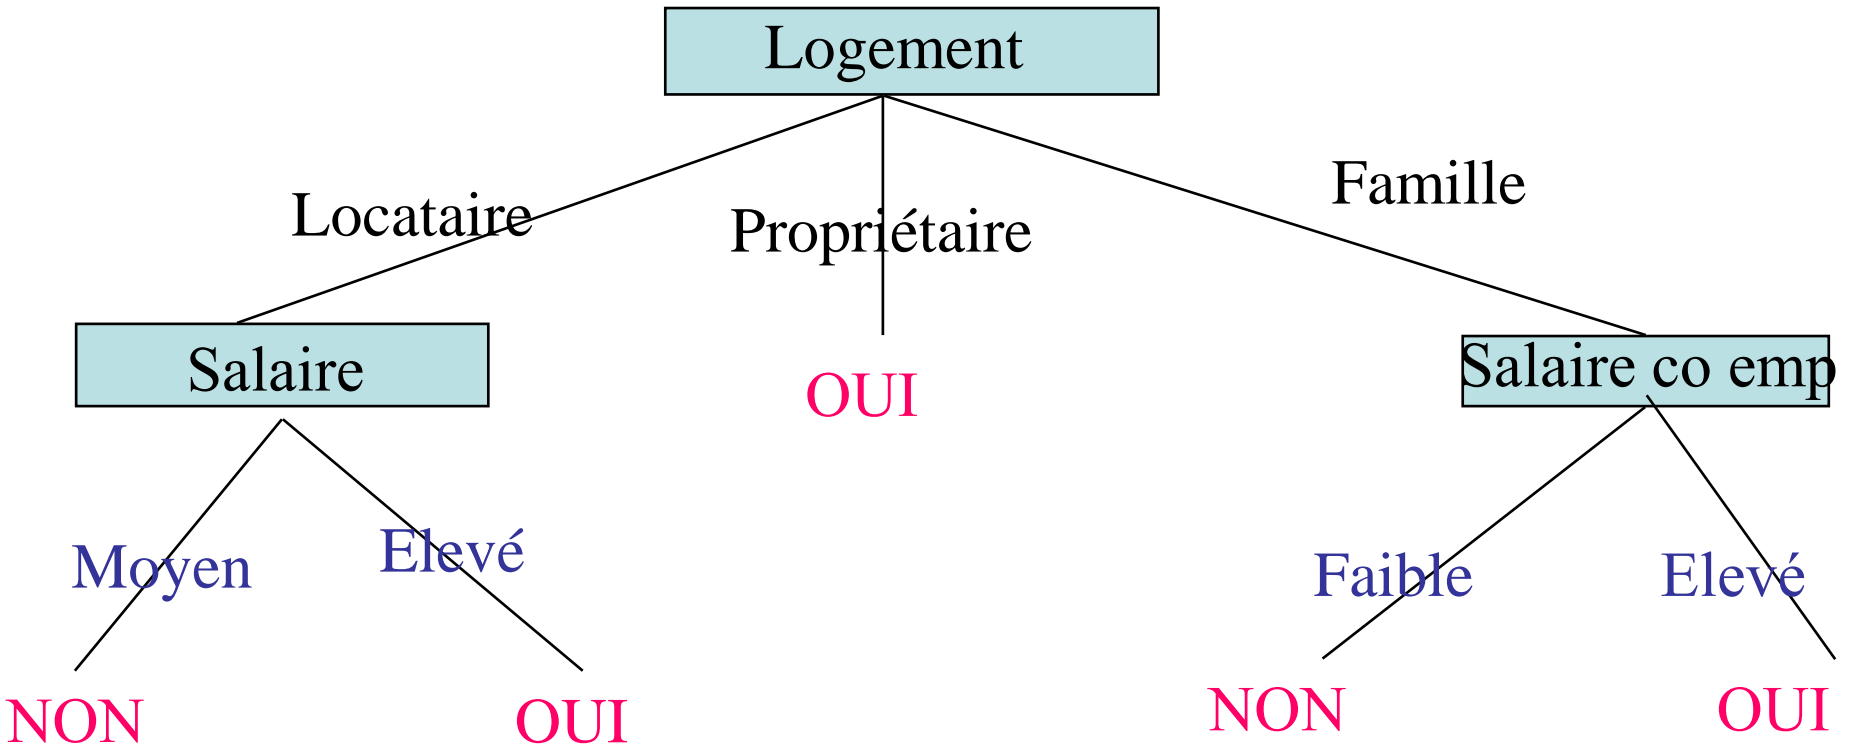 Logement
Locataire
Propriétaire
Famille
Salaire
OUI
Salaire co emp
Moyen
Elevé
Faible
Elevé
NON
OUI
NON
OUI